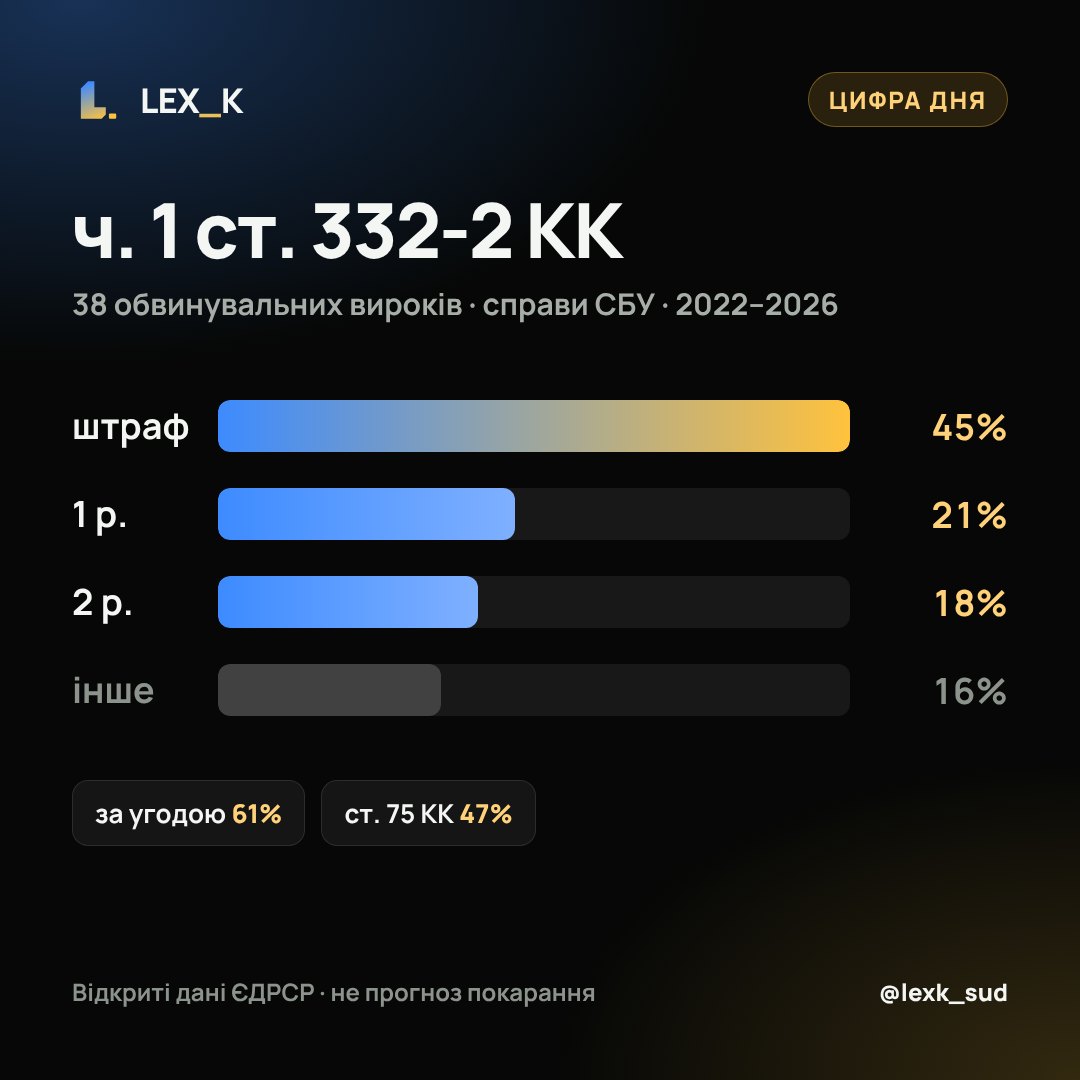 LEX_K
ЦИФРА ДНЯ
ч. 1 ст. 332-2 КК
38 обвинувальних вироків · справи СБУ · 2022–2026
штраф 45%
1 р. 21%
2 р. 18%
інше 16%
за угодою 61% ст. 75 КК 47%
Відкриті дані ЄДРСР · не прогноз покарання
@lexk_sud